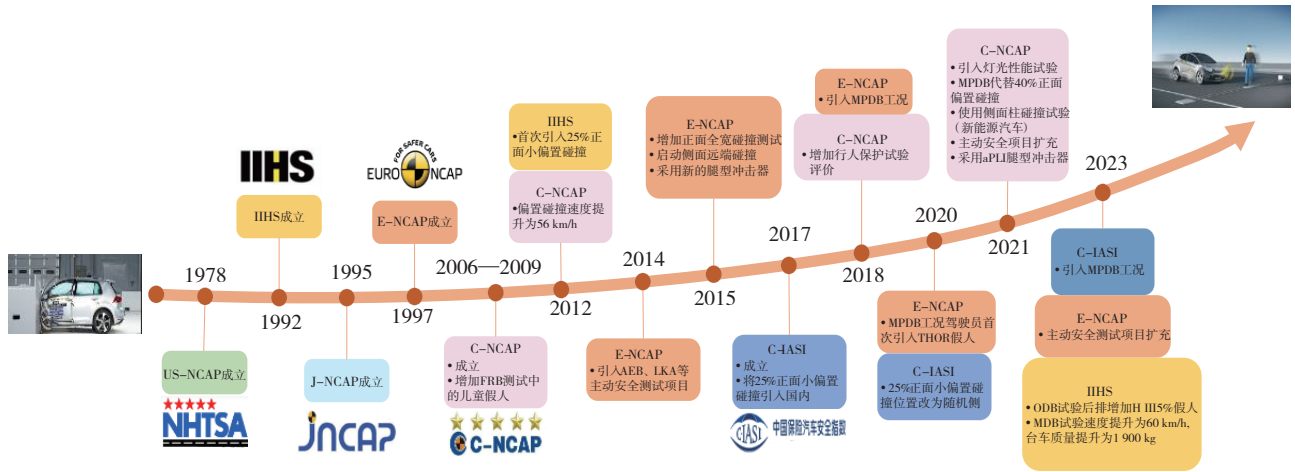 1978
US-NCAP成立
NHTSA
IIHS
IIHS成立
1992
1995
J-NCAP成立
JNCAP
FOR SAFER CARS
EURO NCAP
E-NCAP成立
1997
2006—2009
C-NCAP
• 成立
• 增加FRB测试中
的儿童假人
C-NCAP
IIHS
• 首次引入25%正
面小偏置碰撞
C-NCAP
• 偏置碰撞速度提
升为56 km/h
2012
2014
E-NCAP
• 引入AEB、LKA等
主动安全测试项目
E-NCAP
• 增加正面全宽碰撞测试
• 启动侧面远端碰撞
• 采用新的腿型冲击器
2015
2017
C-IASI
• 成立
• 将25%正面小偏置
碰撞引入国内
C-IASI 中国保险汽车安全指数
E-NCAP
• 引入MPDB工况
C-NCAP
• 增加行人保护试验
评价
2018
2020
E-NCAP
• MPDB工况驾驶员首
次引入THOR假人
C-IASI
• 25%正面小偏置碰
撞位置改为随机侧
C-NCAP
• 引入灯光性能试验
• MPDB代替40%正面
偏置碰撞
• 使用侧面柱碰撞试验
（新能源汽车）
• 主动安全项目扩充
• 采用aPLI腿型冲击器
2021
2023
C-IASI
• 引入MPDB工况
E-NCAP
• 主动安全测试项目扩充
IIHS
• ODB试验后排增加H III5%假人
• MDB试验速度提升为60 km/h,
台车质量提升为1 900 kg